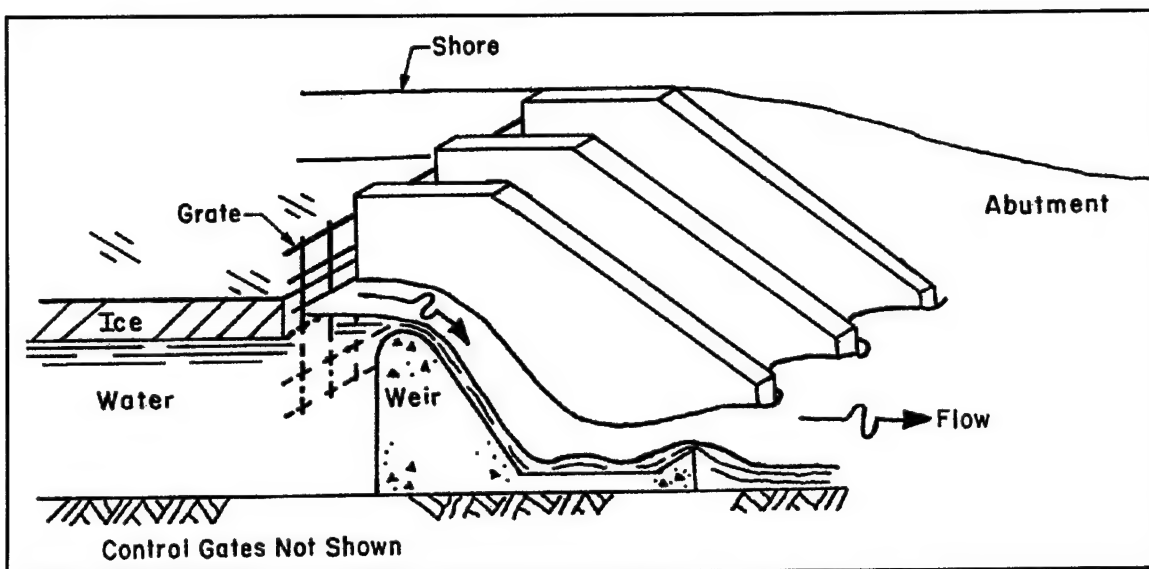 Shore
Grate
Abutment
Ice
Water
Weir
Flow
Control Gates Not Shown